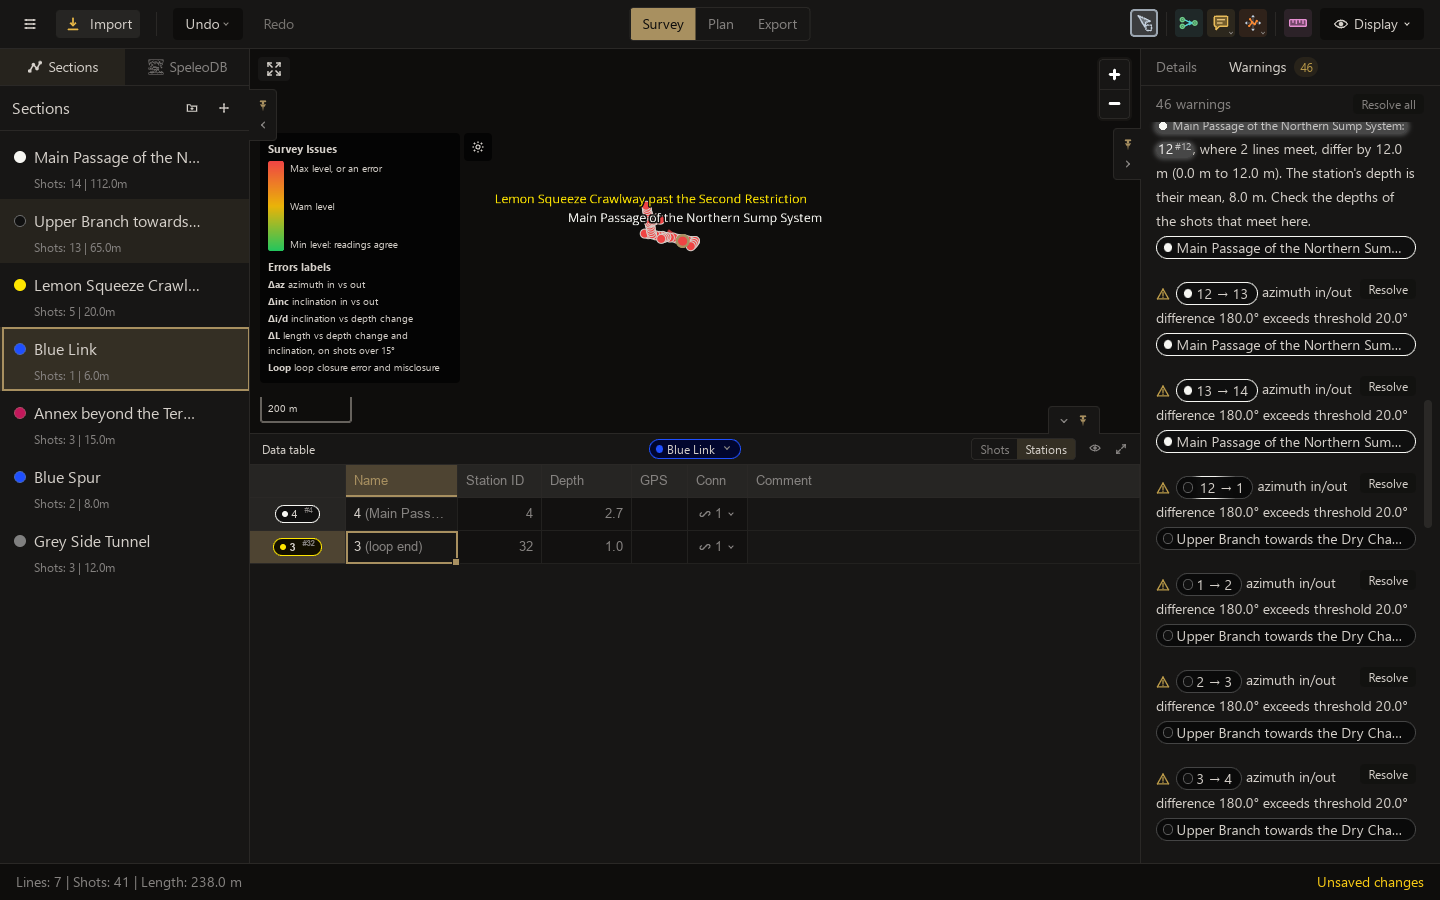 Import
Undo
Redo
Survey
Plan
Export
Display
Sections
SpeleoDB
Details
Warnings
46
Sections
46 warnings
Resolve all
Main Passage of the N...
Shots: 14 | 112.0m
Upper Branch towards...
Shots: 13 | 65.0m
Lemon Squeeze Crawl...
Shots: 5 | 20.0m
Blue Link
Shots: 1 | 6.0m
Annex beyond the Ter...
Shots: 3 | 15.0m
Blue Spur
Shots: 2 | 8.0m
Grey Side Tunnel
Shots: 3 | 12.0m
Survey Issues
Max level, or an error
Warn level
Min level: readings agree
Errors labels
Δaz azimuth in vs out
Δinc inclination in vs out
Δi/d inclination vs depth change
ΔL length vs depth change and
inclination, on shots over 15°
Loop loop closure error and misclosure
200 m
Lemon Squeeze Crawlway past the Second Restriction
Main Passage of the Northern Sump System
Data table
Blue Link
Shots
Stations
Name
Station ID
Depth
GPS
Conn
Comment
4 #4
4 (Main Pass...
4
2.7
1
3 #32
3 (loop end)
32
1.0
1
Main Passage of the Northern Sump System:
12 #12, where 2 lines meet, differ by 12.0
m (0.0 m to 12.0 m). The station's depth is
their mean, 8.0 m. Check the depths of
the shots that meet here.
Main Passage of the Northern Sum...
12 → 13 azimuth in/out
Resolve
difference 180.0° exceeds threshold 20.0°
Main Passage of the Northern Sum...
13 → 14 azimuth in/out
Resolve
difference 180.0° exceeds threshold 20.0°
Main Passage of the Northern Sum...
12 → 1 azimuth in/out
Resolve
difference 180.0° exceeds threshold 20.0°
Upper Branch towards the Dry Cha...
1 → 2 azimuth in/out
Resolve
difference 180.0° exceeds threshold 20.0°
Upper Branch towards the Dry Cha...
2 → 3 azimuth in/out
Resolve
difference 180.0° exceeds threshold 20.0°
Upper Branch towards the Dry Cha...
3 → 4 azimuth in/out
Resolve
difference 180.0° exceeds threshold 20.0°
Upper Branch towards the Dry Cha...
Lines: 7 | Shots: 41 | Length: 238.0 m
Unsaved changes